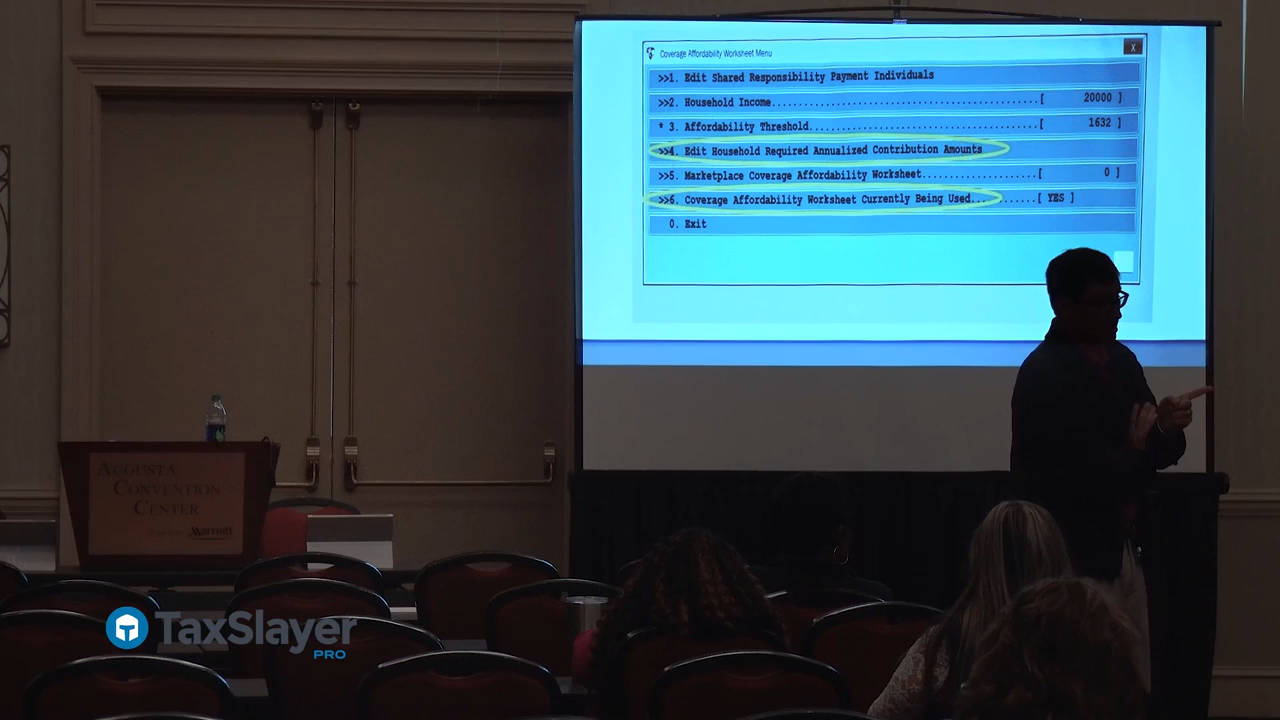 Coverage Affordability Worksheet Menu
X
>>1. Edit Shared Responsibility Payment Individuals
>>2. Household Income........................................[ 20000 ]
* 3. Affordability Threshold..................................[ 1632 ]
>>4. Edit Household Required Annualized Contribution Amounts
>>5. Marketplace Coverage Affordability Worksheet.....................[ 0 ]
>>6. Coverage Affordability Worksheet Currently Being Used..........[ YES ]
0. Exit
AUGUSTA
CONVENTION
CENTER
Marriott
TaxSlayer
PRO